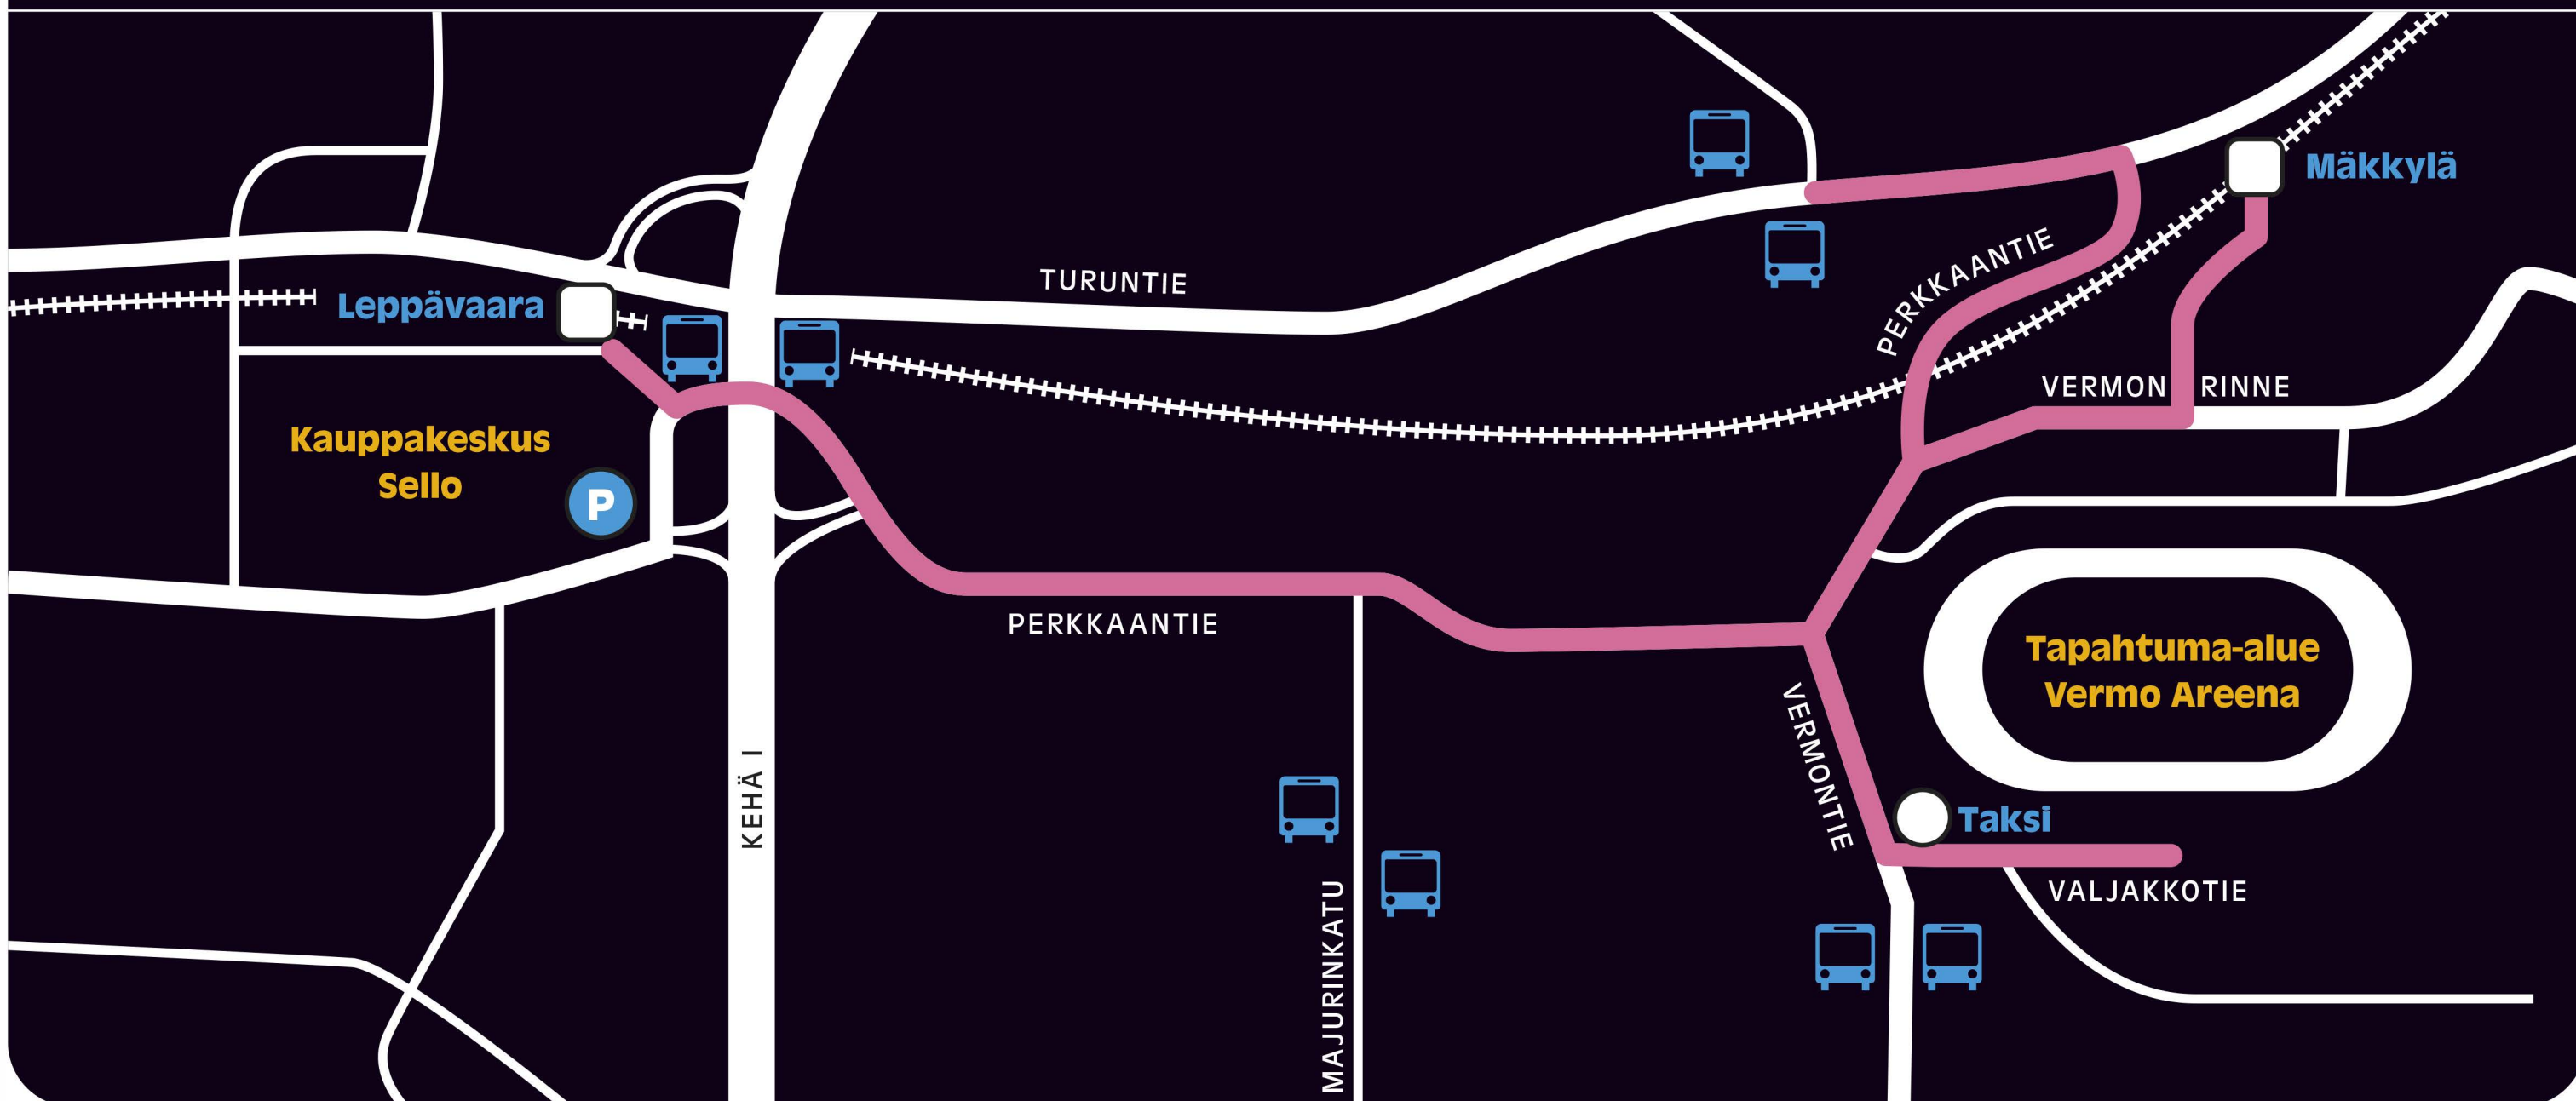 Mäkkylä
PERKKAANTIE
TURUNTIE
Leppävaara
VERMON RINNE
Kauppakeskus
Sello
P
PERKKAANTIE
Tapahtuma-alue
Vermo Areena
VERMONTIE
KEHÄ I
Taksi
VALJAKKOTIE
MAJURINKATU